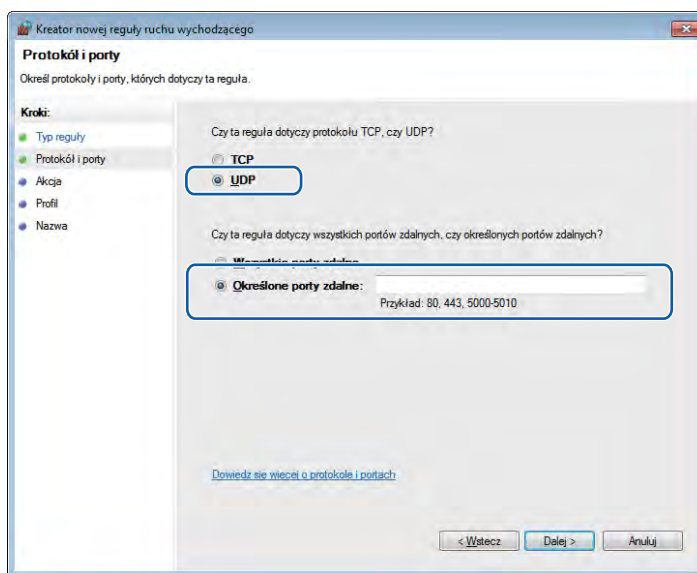 Kreator nowej reguły ruchu wychodzącego
Protokół i porty
Określ protokoły i porty, których dotyczy ta reguła.
Kroki:
Typ reguły
Protokół i porty
Akcja
Profil
Nazwa
Czy ta reguła dotyczy protokołu TCP, czy UDP?
TCP
UDP
Czy ta reguła dotyczy wszystkich portów zdalnych, czy określonych portów zdalnych?
Wszystkie porty zdalne
Określone porty zdalne:
Przykład: 80, 443, 5000-5010
Dowiedz się więcej o protokole i portach
< Wstecz
Dalej >
Anuluj